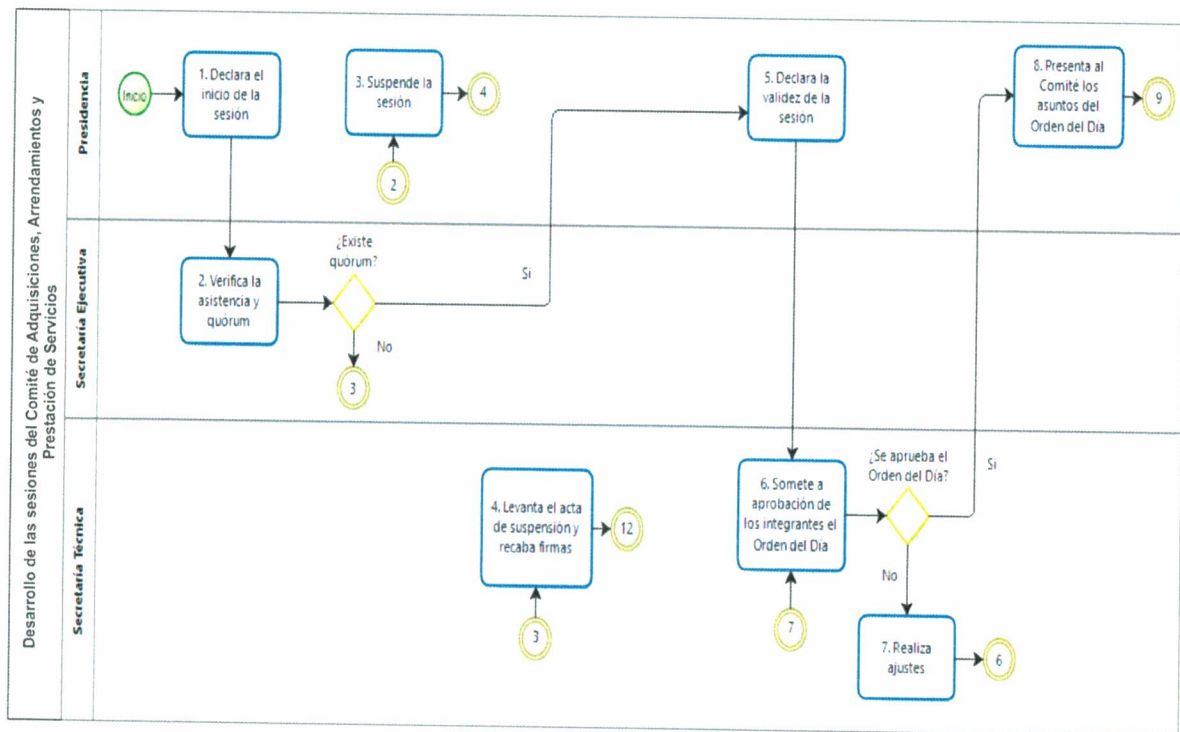 Desarrollo de las sesiones del Comité de Adquisiciones, Arrendamientos y
Prestación de Servicios
Presidencia
Inicio
1. Declara el
inicio de la
sesión
3. Suspende la
sesión
4
2
5. Declara la
validez de la
sesión
8. Presenta al
Comité los
asuntos del
Orden del Día
9
Secretaría Ejecutiva
2. Verifica la
asistencia y
quórum
¿Existe
quórum?
Si
No
3
Secretaría Técnica
4. Levanta el acta
de suspensión y
recaba firmas
12
3
6. Somete a
aprobación de
los integrantes el
Orden del Día
7
¿Se aprueba el
Orden del Día?
Si
No
7. Realiza
ajustes
6